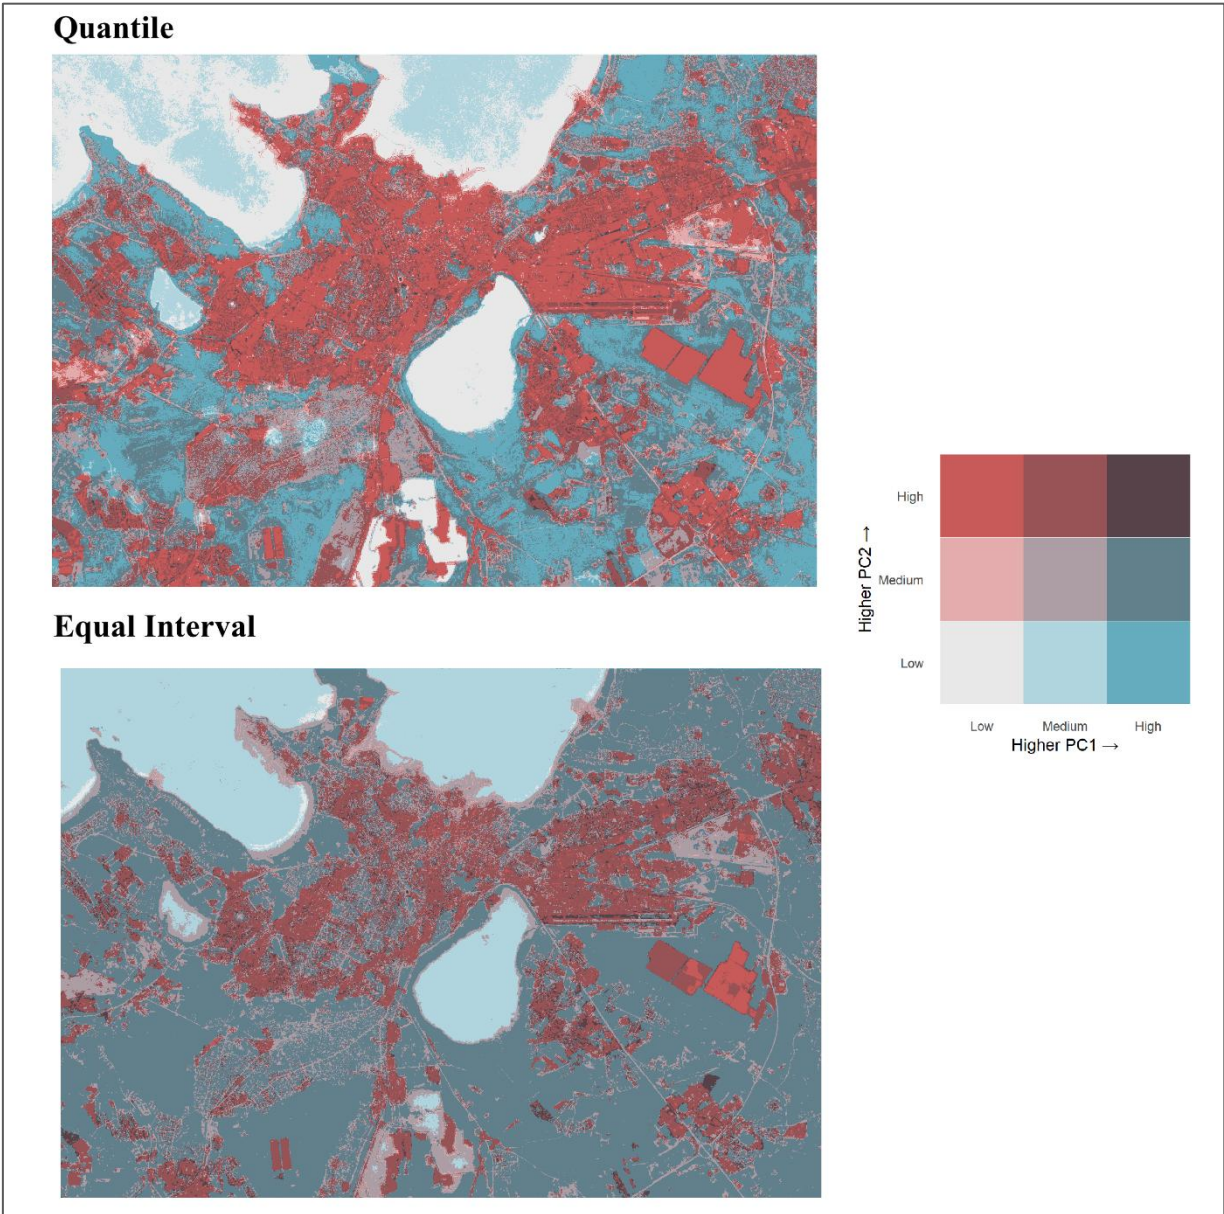 Quantile
Equal Interval
High
Medium
Low
Higher PC2 →
Low Medium High
Higher PC1 →